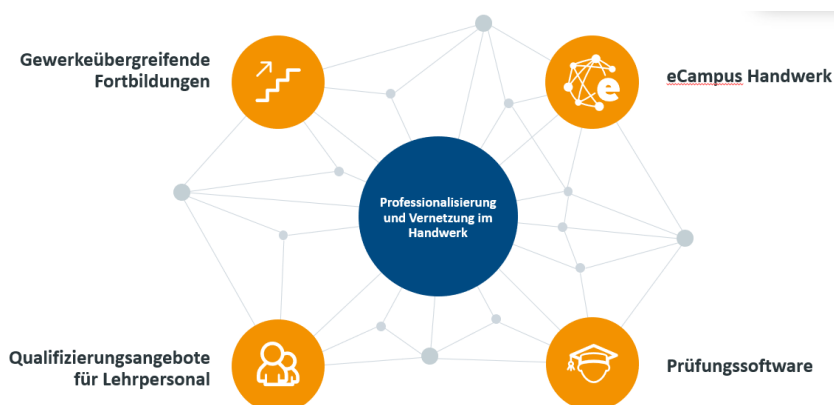 Gewerkeübergreifende
Fortbildungen
e
eCampus Handwerk
Professionalisierung
und Vernetzung im
Handwerk
Qualifizierungsangebote
für Lehrpersonal
Prüfungssoftware